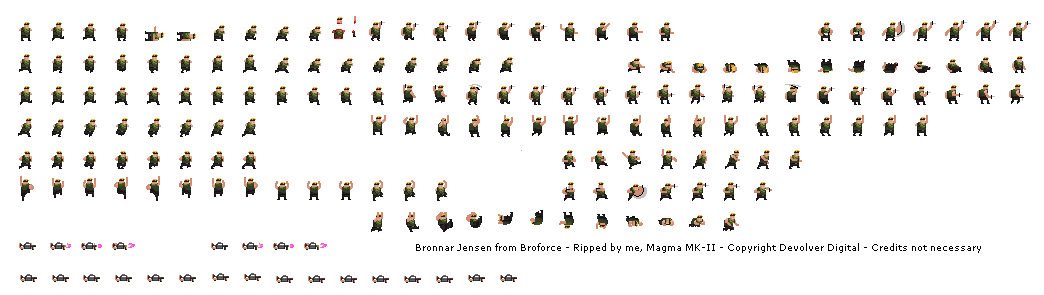 Bronnar Jensen from Broforce - Ripped by me, Magma MK-II - Copyright Devolver Digital - Credits not necessary